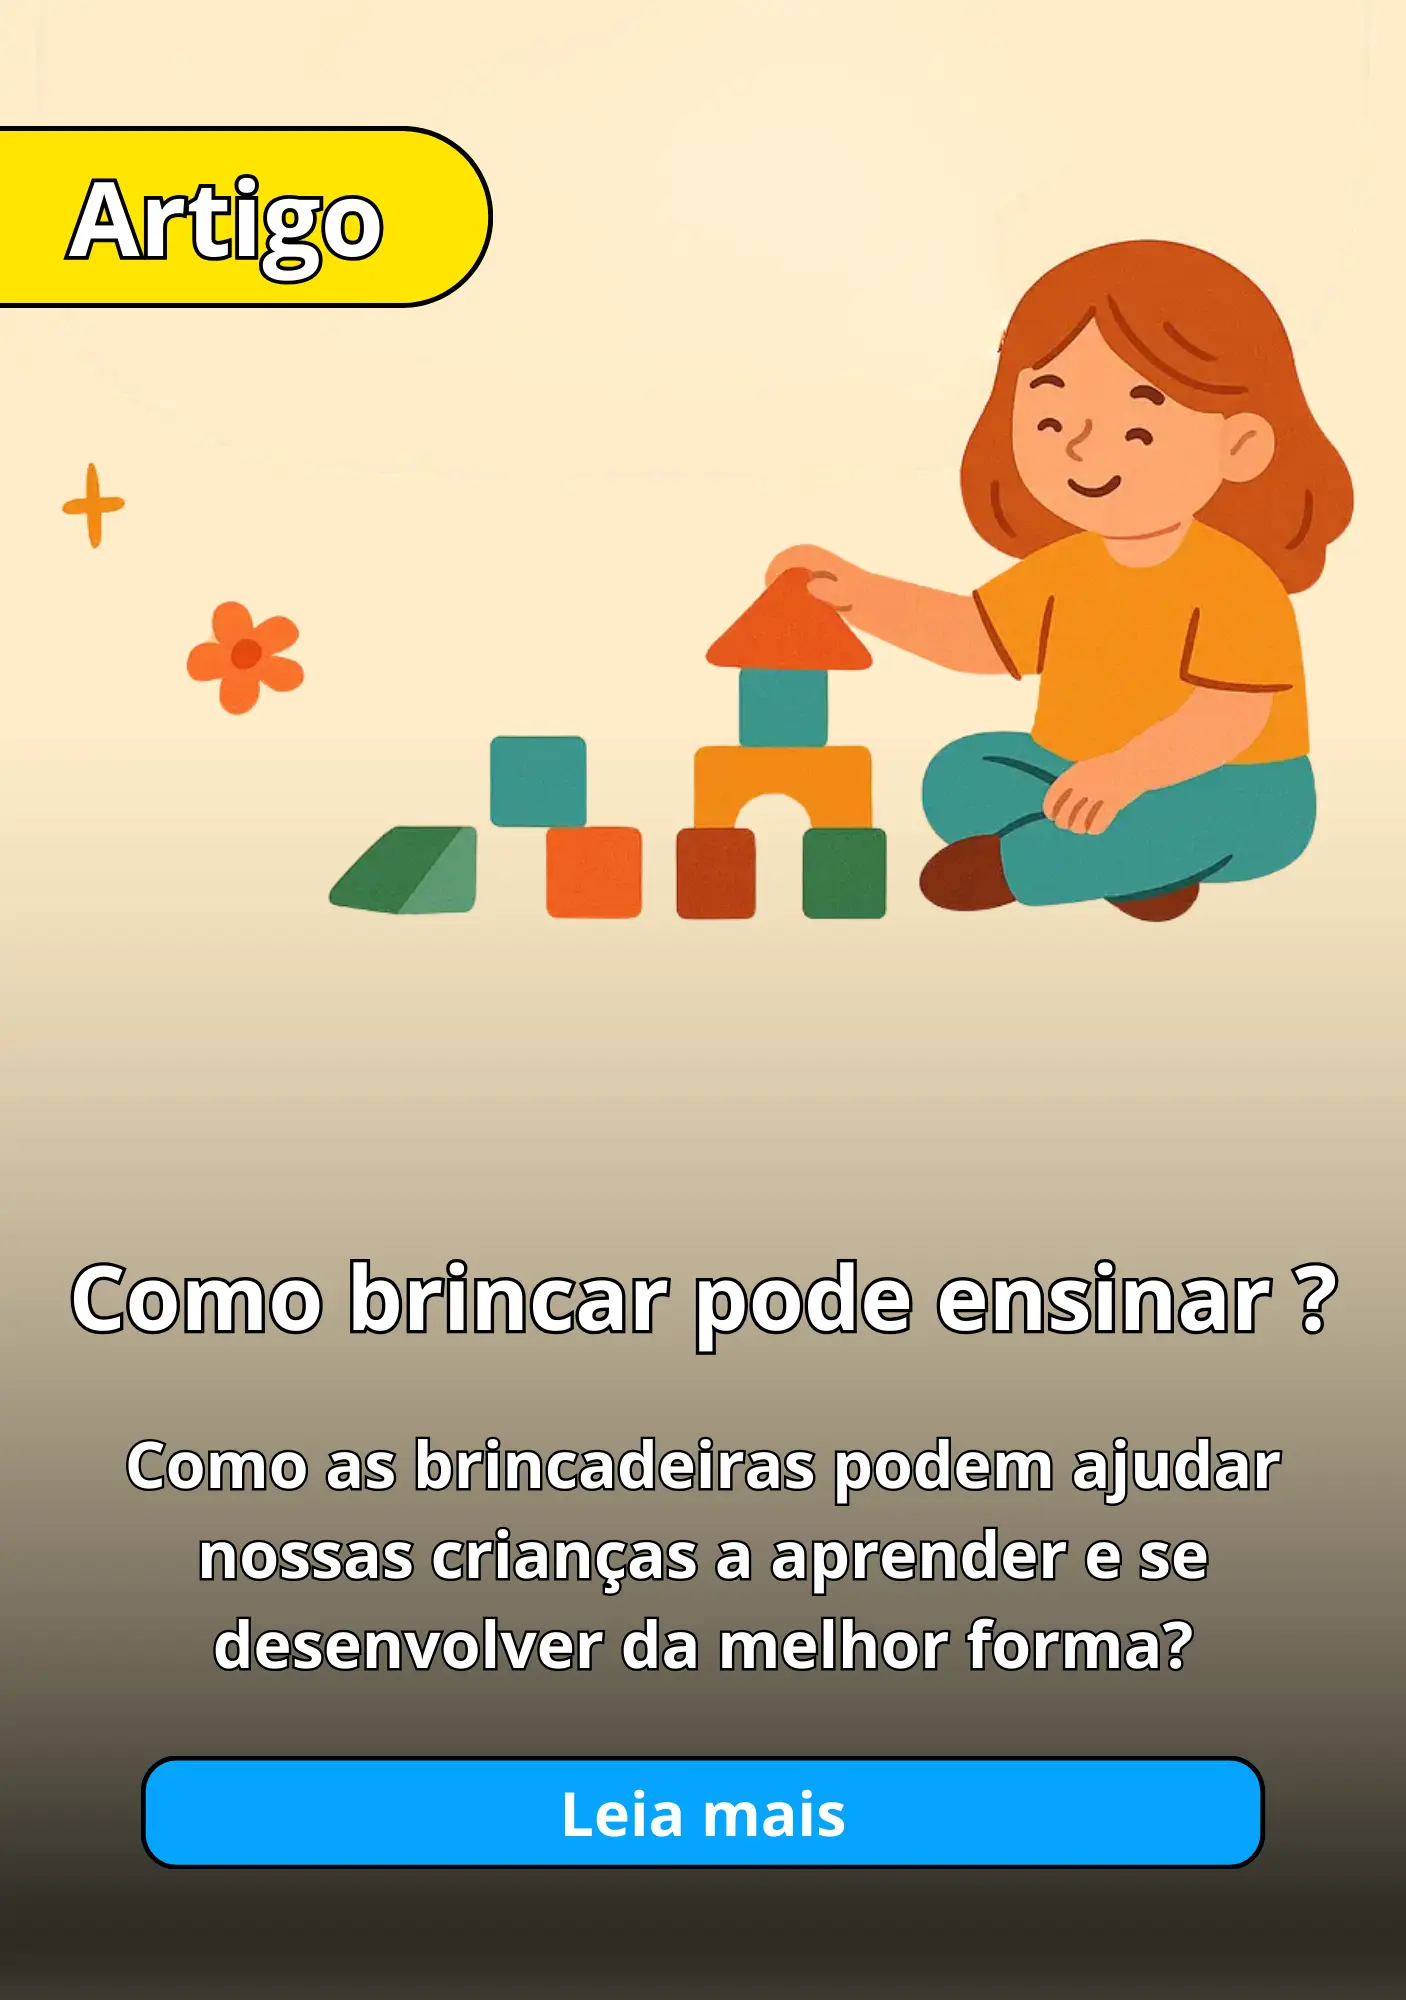 Artigo
Como brincar pode ensinar ?
Como as brincadeiras podem ajudar
nossas crianças a aprender e se
desenvolver da melhor forma?
Leia mais